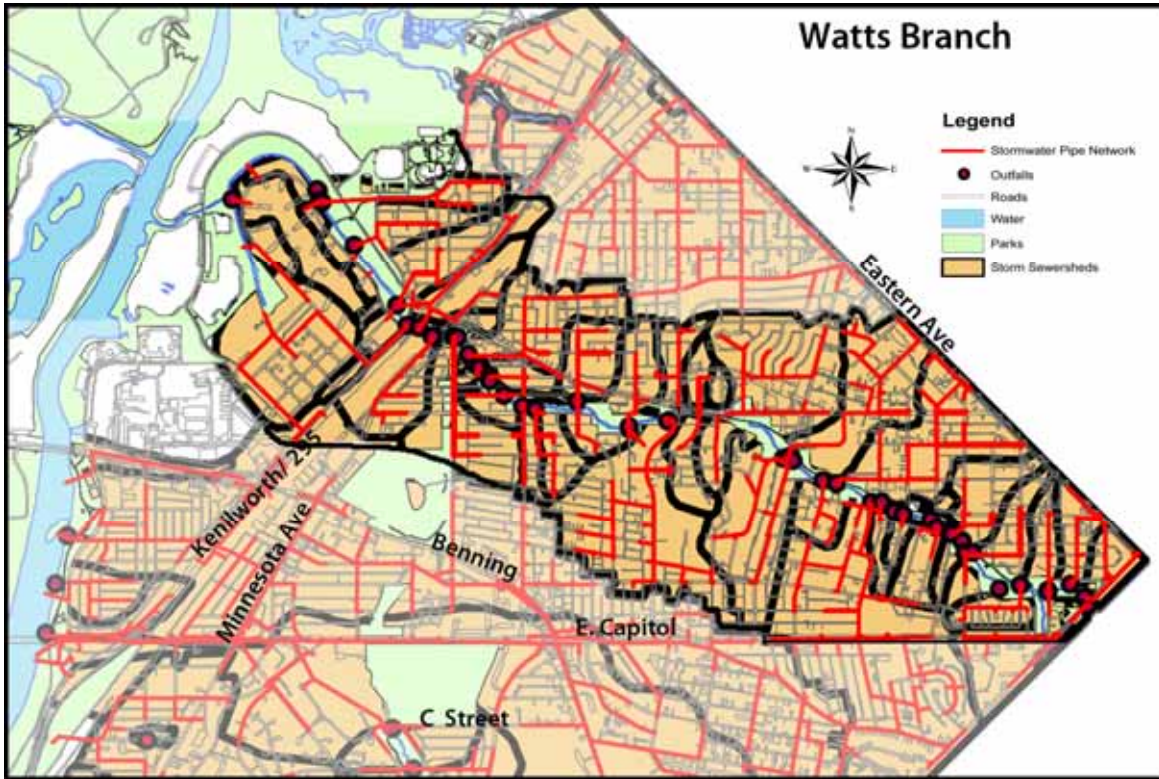 Watts Branch
Legend
Stormwater Pipe Network
Outfalls
Roads
Water
Parks
Storm Sewersheds
N
W
E
S
Eastern Ave
Kenilworth/ 295
Minnesota Ave
Benning
E. Capitol
C Street